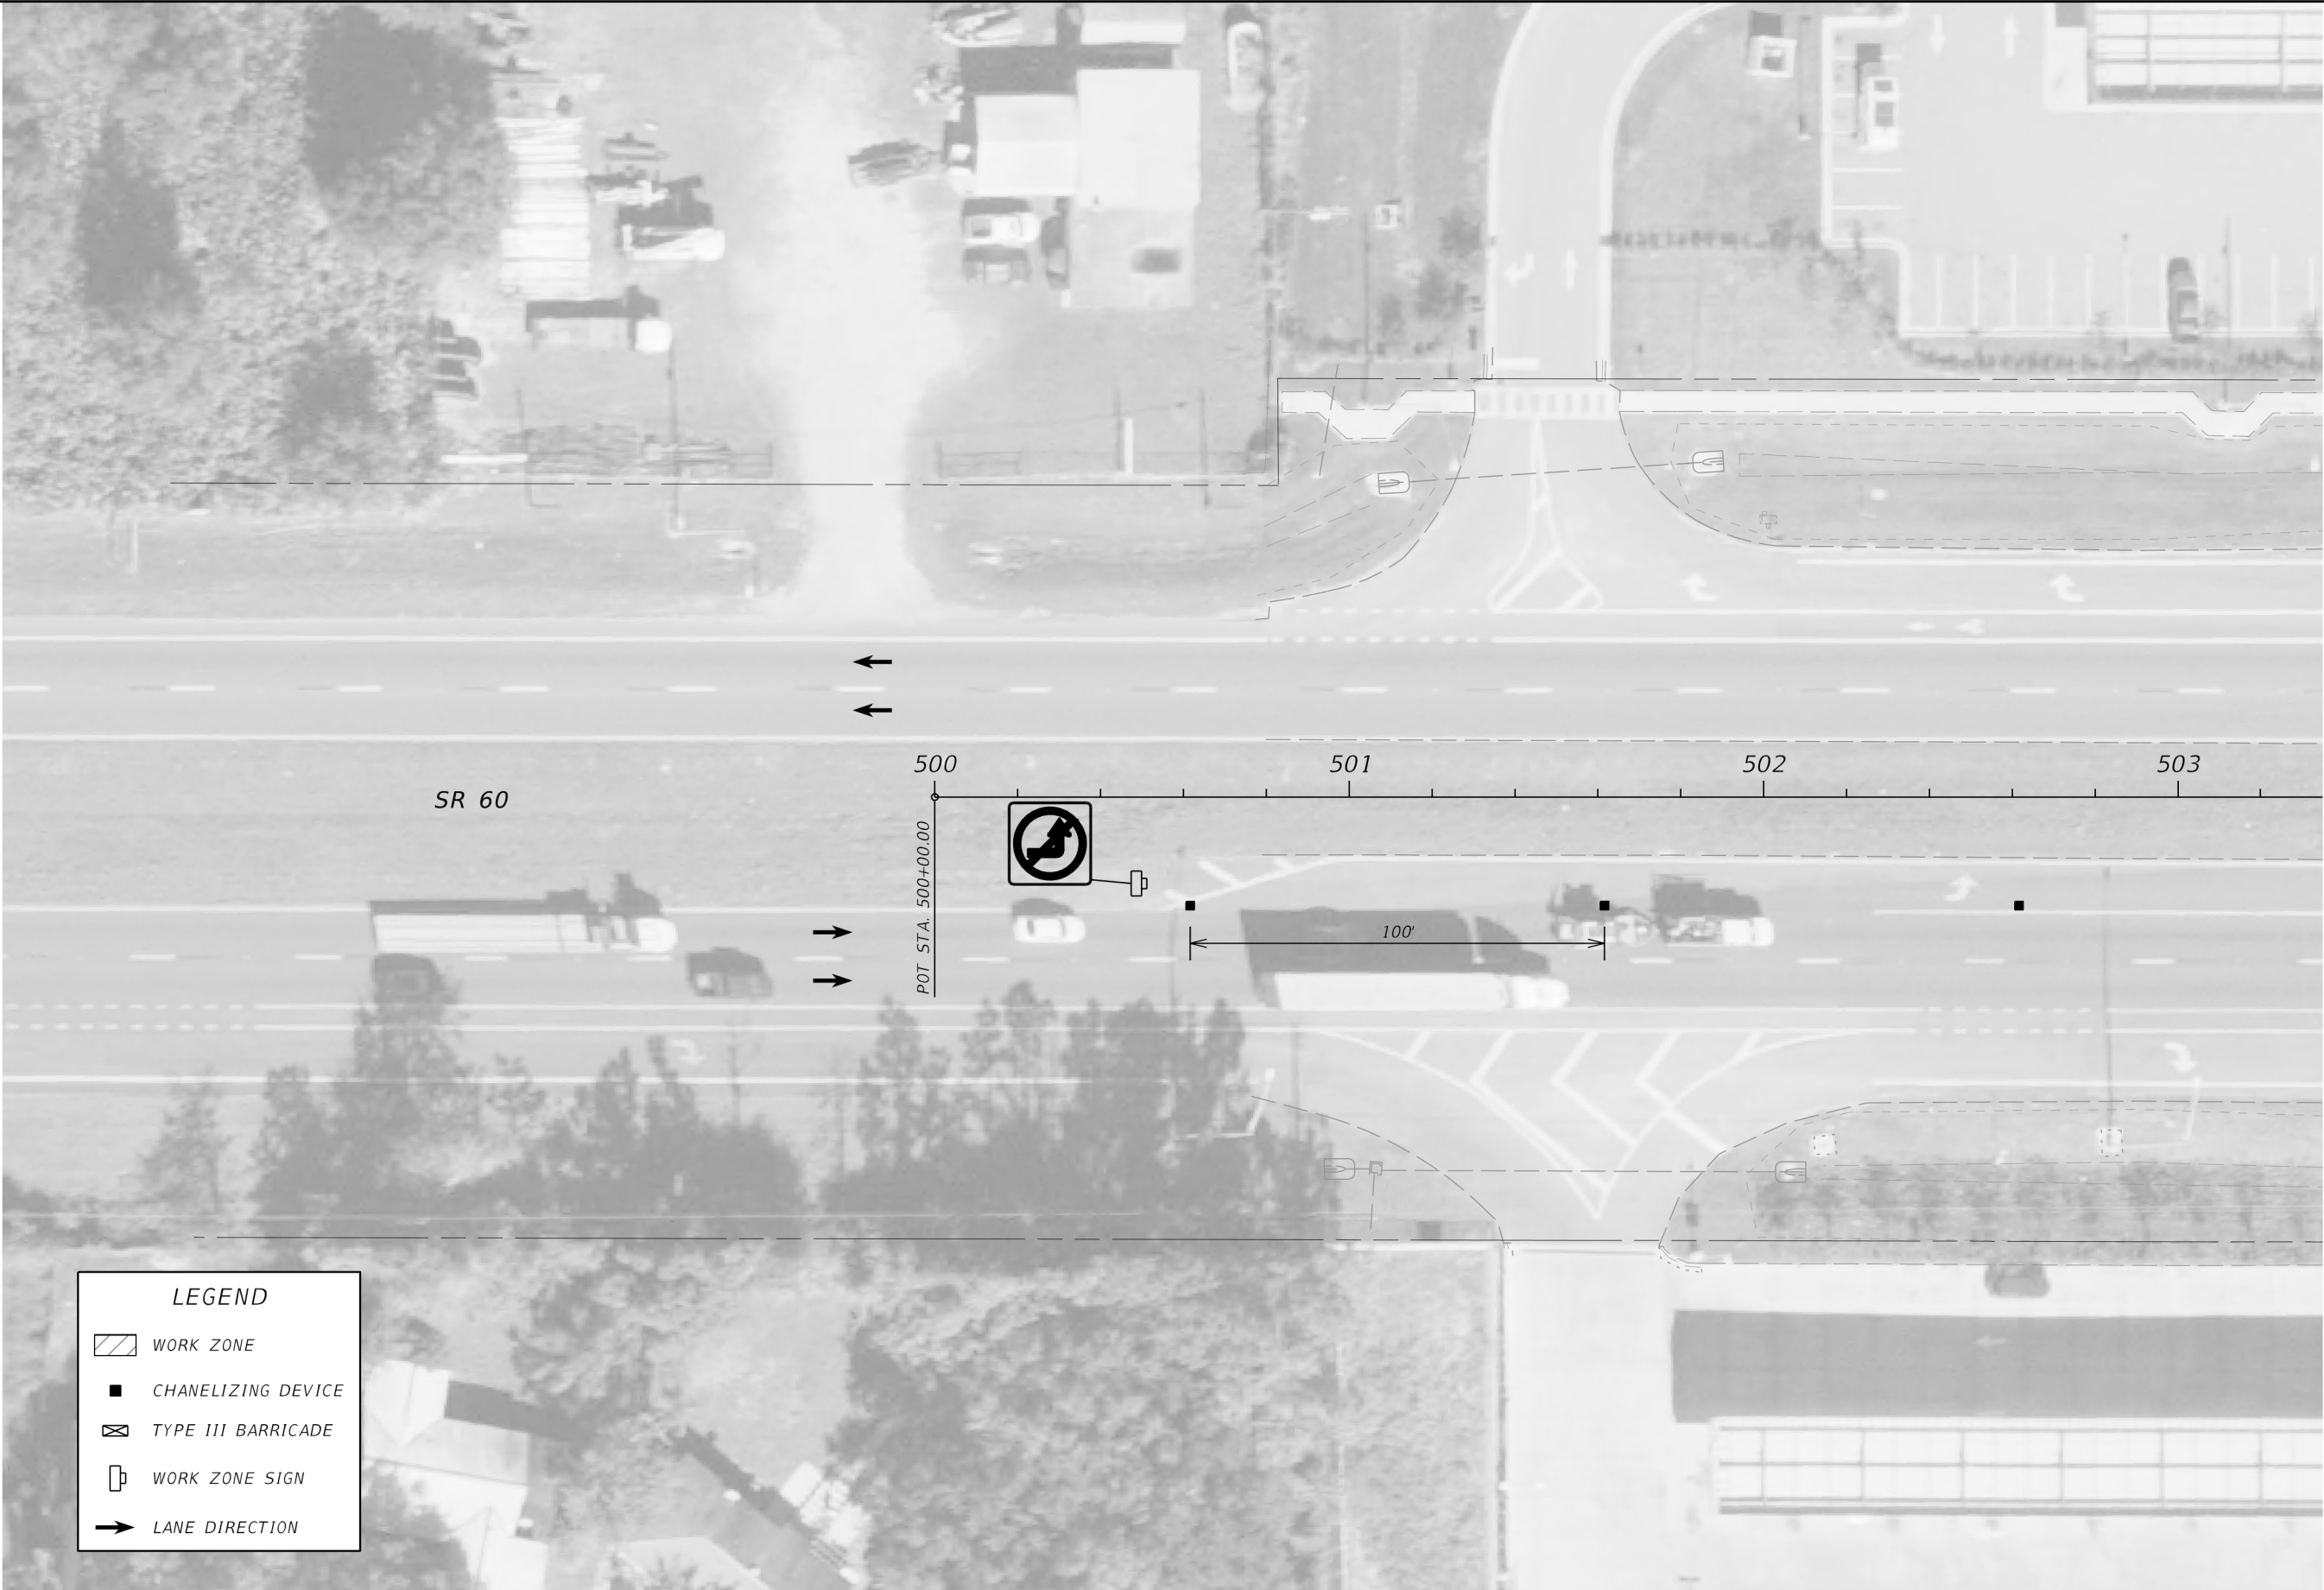 500
501
502
503
SR 60
POT STA. 500+00.00
100'
LEGEND
WORK ZONE
CHANELIZING DEVICE
TYPE III BARRICADE
WORK ZONE SIGN
LANE DIRECTION